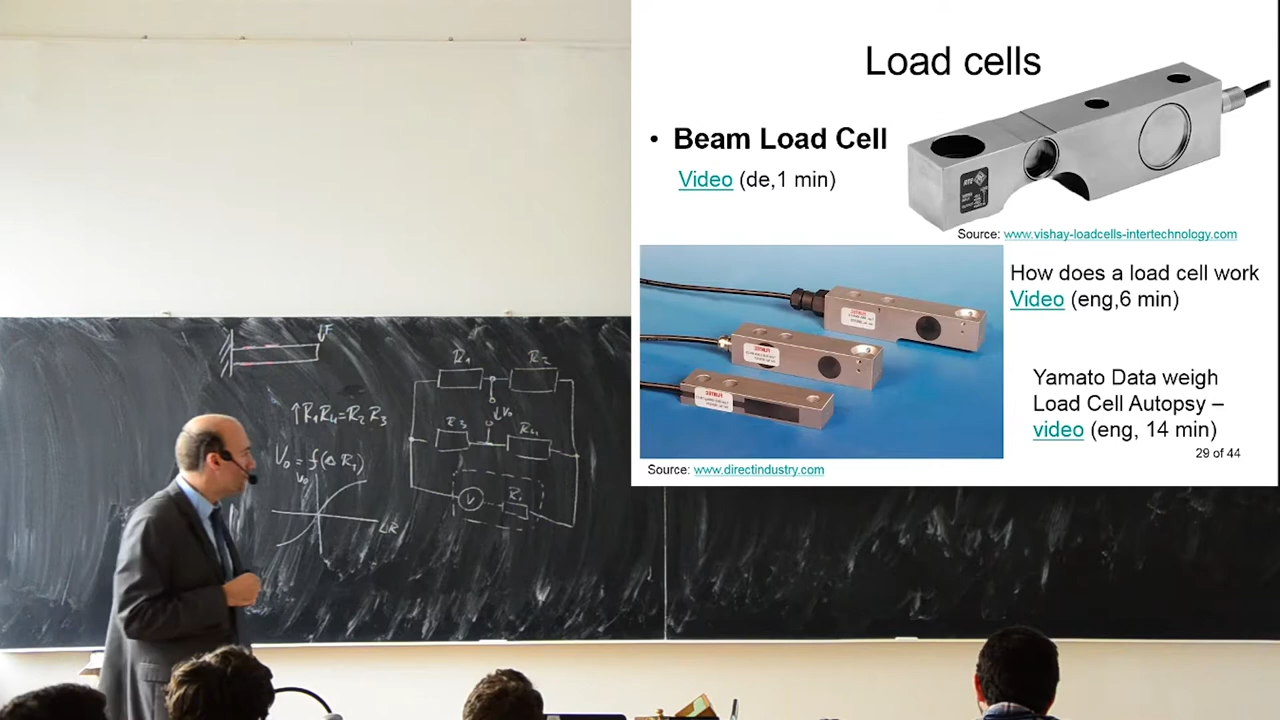 Load cells
• Beam Load Cell
Video (de,1 min)
Source: www.vishay-loadcells-intertechnology.com
How does a load cell work
Video (eng,6 min)
Yamato Data weigh
Load Cell Autopsy –
video (eng, 14 min)
29 of 44
Source: www.directindustry.com
F
↑R1R4=R2R3
V0=f(ΔR1)
V0
ΔR
R1
R2
V0
R3
R4
V